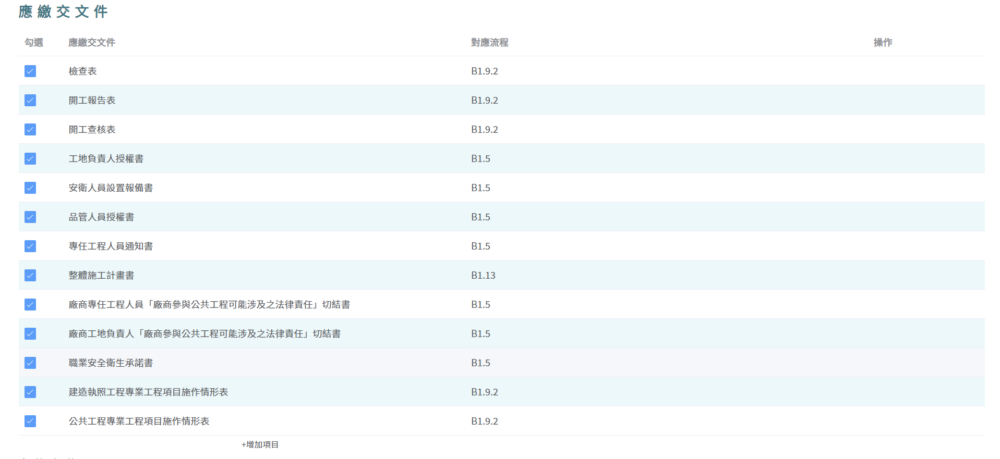 應繳交文件
勾選 應繳交文件 對應流程 操作
檢查表 B1.9.2
開工報告表 B1.9.2
開工查核表 B1.9.2
工地負責人授權書 B1.5
安衛人員設置報備書 B1.5
品管人員授權書 B1.5
專任工程人員通知書 B1.5
整體施工計畫書 B1.13
廠商專任工程人員「廠商參與公共工程可能涉及之法律責任」切結書 B1.5
廠商工地負責人「廠商參與公共工程可能涉及之法律責任」切結書 B1.5
職業安全衛生承諾書 B1.5
建造執照工程專業工程項目施作情形表 B1.9.2
公共工程專業工程項目施作情形表 B1.9.2
+增加項目